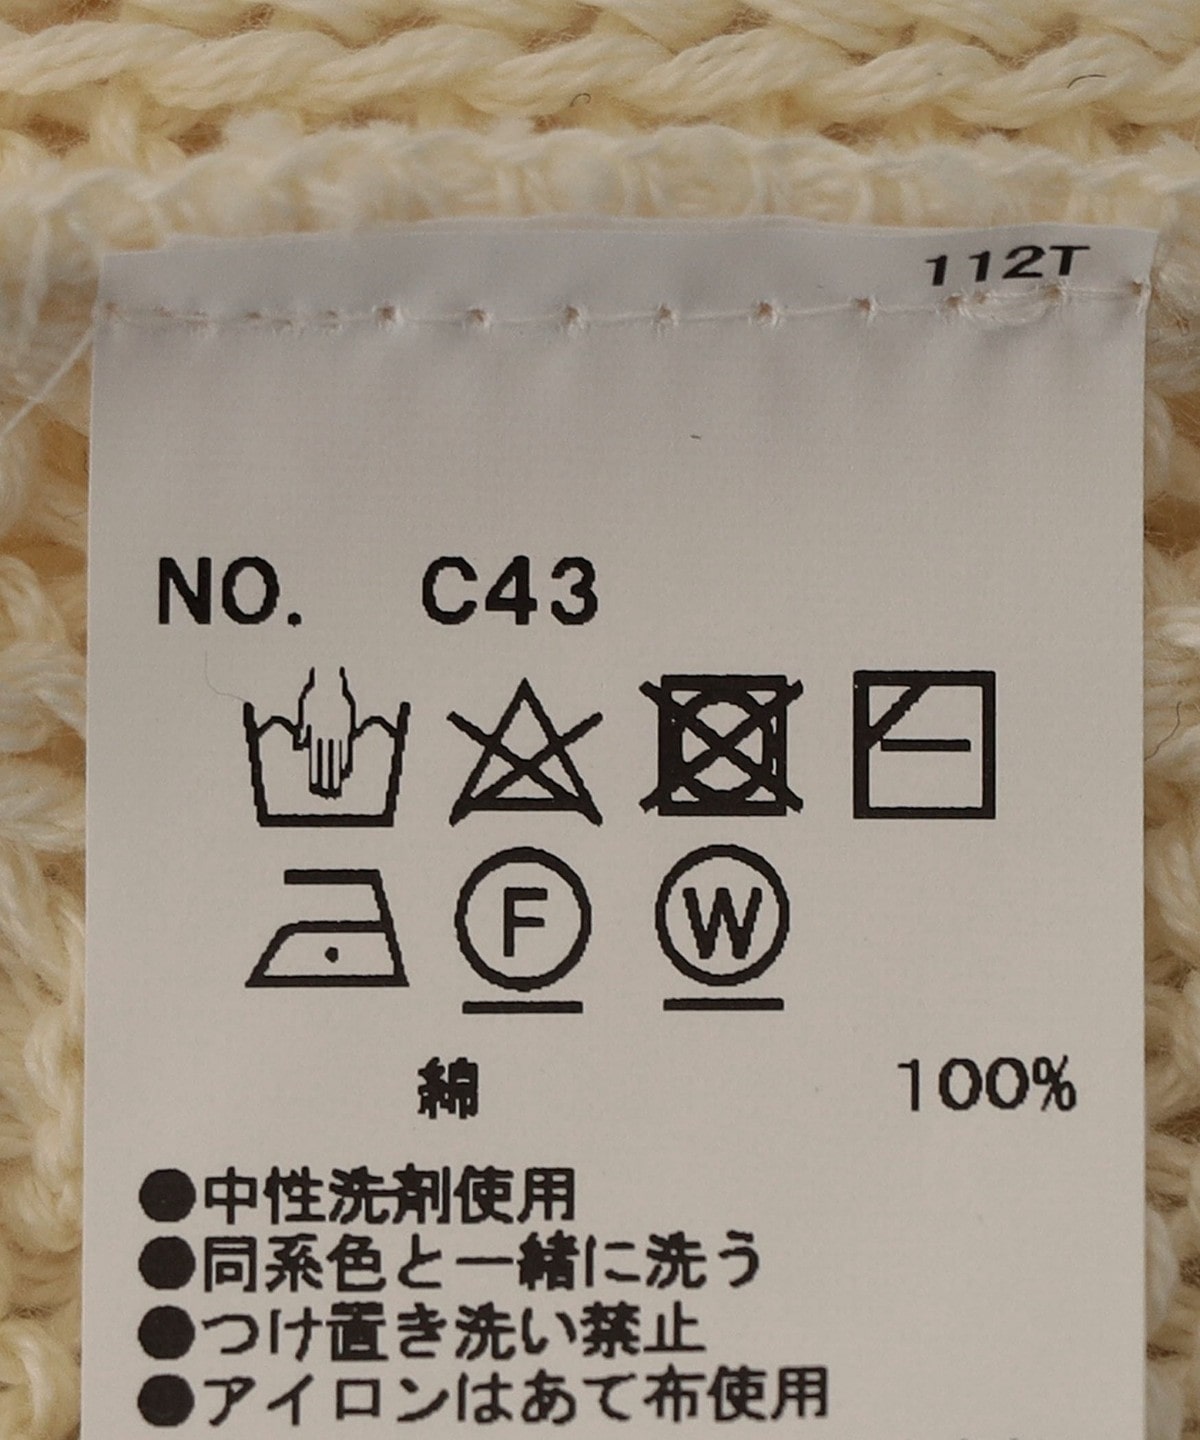 112T
NO. C43
F W
綿 100%
●中性洗剤使用
●同系色と一緒に洗う
●つけ置き洗い禁止
●アイロンはあて布使用